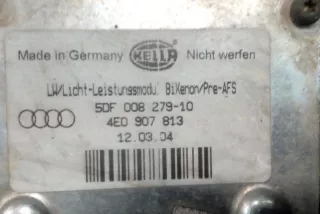 Made in Germany HELLA Nicht werfen
LW/Licht-Leistungsmodul BiXenon/Pre-AFS
5DF 008 279-10
4E0 907 813
12.03.04